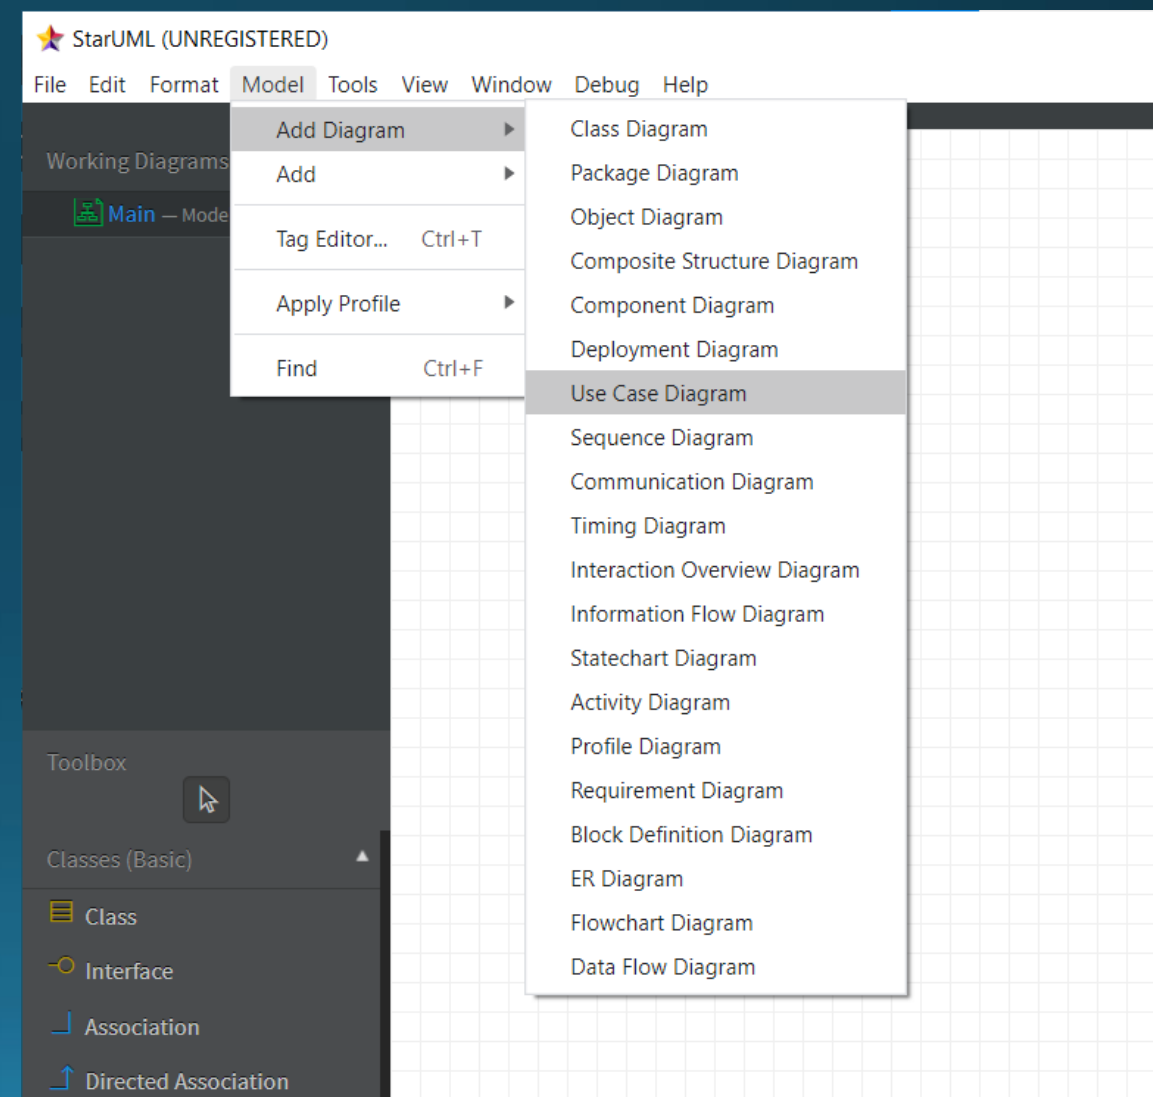 StarUML (UNREGISTERED)
File Edit Format Model Tools View Window Debug Help
Working Diagrams
Main — Mode
Add Diagram
Add
Tag Editor... Ctrl+T
Apply Profile
Find Ctrl+F
Class Diagram
Package Diagram
Object Diagram
Composite Structure Diagram
Component Diagram
Deployment Diagram
Use Case Diagram
Sequence Diagram
Communication Diagram
Timing Diagram
Interaction Overview Diagram
Information Flow Diagram
Statechart Diagram
Activity Diagram
Profile Diagram
Requirement Diagram
Block Definition Diagram
ER Diagram
Flowchart Diagram
Data Flow Diagram
Toolbox
Classes (Basic)
Class
Interface
Association
Directed Association